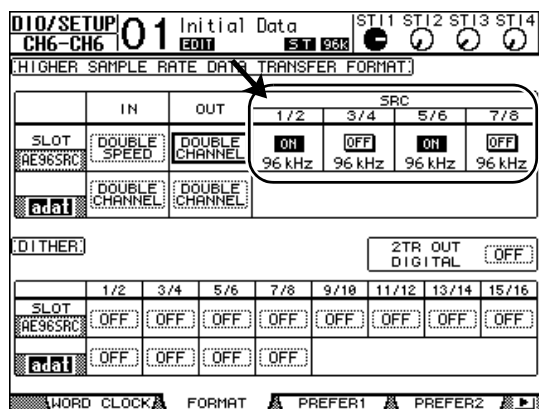 DIO/SETUP 01 Initial Data ST11 ST12 ST13 ST14
CH6-CH6 EDIT ST 96K
HIGHER SAMPLE RATE DATA TRANSFER FORMAT
IN OUT SRC
1/2 3/4 5/6 7/8
SLOT DOUBLE SPEED DOUBLE CHANNEL ON OFF ON OFF
AE96SRC 96 kHz 96 kHz 96 kHz 96 kHz
adat DOUBLE CHANNEL DOUBLE CHANNEL
DITHER 2TR OUT DIGITAL OFF
1/2 3/4 5/6 7/8 9/10 11/12 13/14 15/16
SLOT AE96SRC OFF OFF OFF OFF OFF OFF OFF OFF
adat OFF OFF OFF OFF
WORD CLOCK FORMAT PREFER1 PREFER2